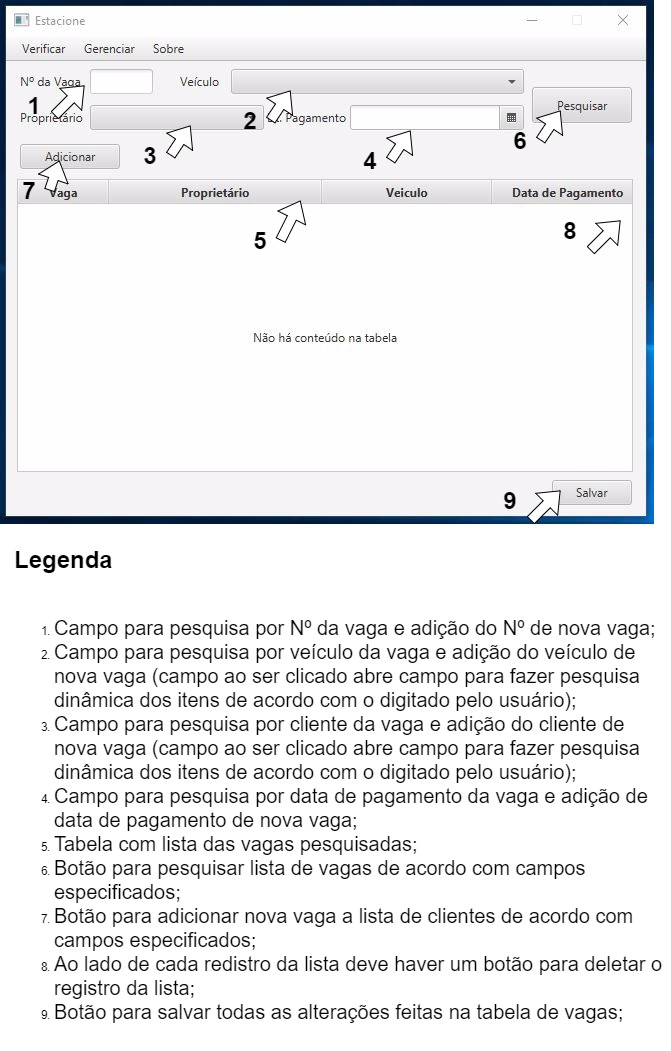 Estacione
Verificar Gerenciar Sobre
Nº da Vaga Veículo
1 2
Proprietário Pagamento Pesquisar
3 4 6
Adicionar
7 Vaga Proprietário Veiculo Data de Pagamento
5 8
Não há conteúdo na tabela
9 Salvar
Legenda
1. Campo para pesquisa por Nº da vaga e adição do Nº de nova vaga;
2. Campo para pesquisa por veículo da vaga e adição do veículo de
nova vaga (campo ao ser clicado abre campo para fazer pesquisa
dinâmica dos itens de acordo com o digitado pelo usuário);
3. Campo para pesquisa por cliente da vaga e adição do cliente de
nova vaga (campo ao ser clicado abre campo para fazer pesquisa
dinâmica dos itens de acordo com o digitado pelo usuário);
4. Campo para pesquisa por data de pagamento da vaga e adição de
data de pagamento de nova vaga;
5. Tabela com lista das vagas pesquisadas;
6. Botão para pesquisar lista de vagas de acordo com campos
especificados;
7. Botão para adicionar nova vaga a lista de clientes de acordo com
campos especificados;
8. Ao lado de cada redistro da lista deve haver um botão para deletar o
registro da lista;
9. Botão para salvar todas as alterações feitas na tabela de vagas;